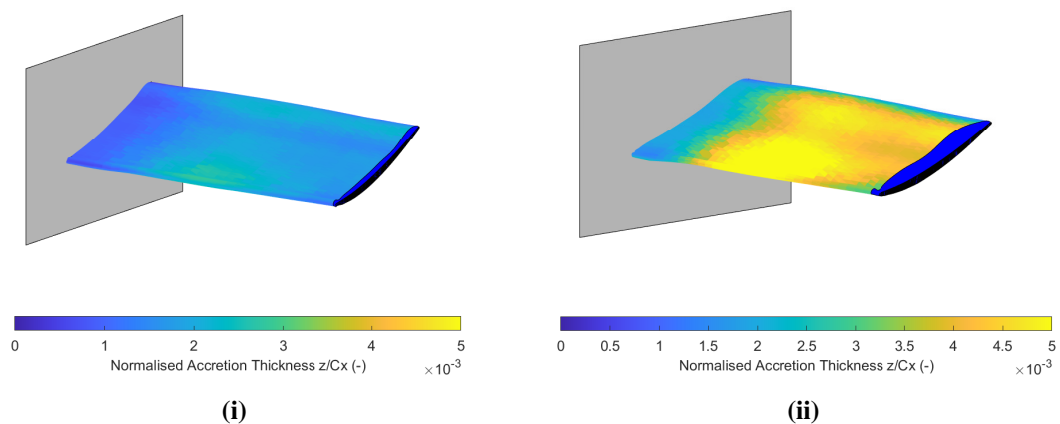 0 1 2 3 4 5
Normalised Accretion Thickness z/Cx (-)
×10⁻³
(i)
0 0.5 1 1.5 2 2.5 3 3.5 4 4.5 5
Normalised Accretion Thickness z/Cx (-)
×10⁻³
(ii)